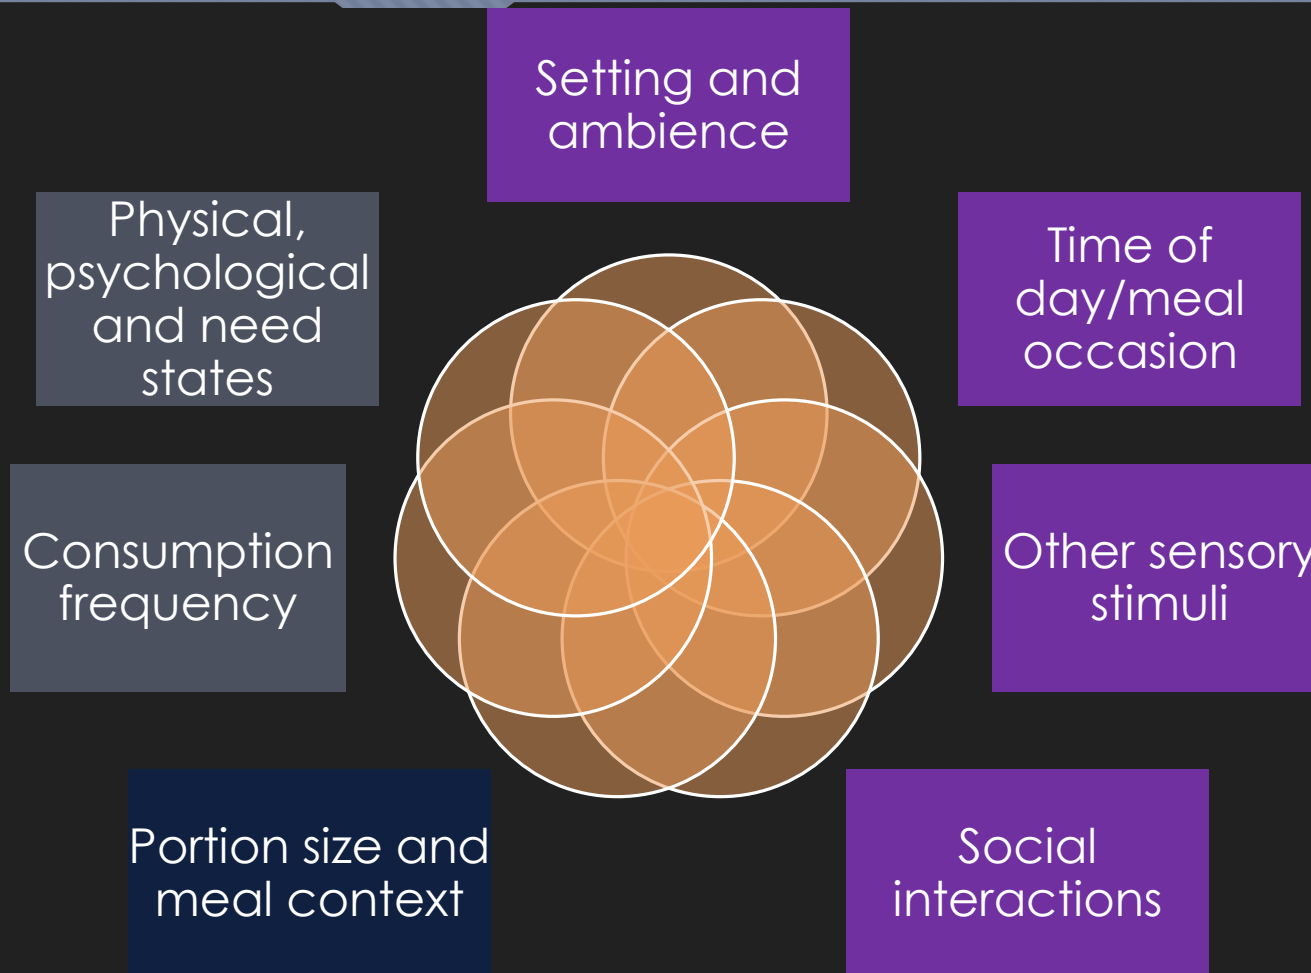 Setting and
ambience
Physical,
psychological
and need
states
Time of
day/meal
occasion
Consumption
frequency
Other sensory
stimuli
Portion size and
meal context
Social
interactions